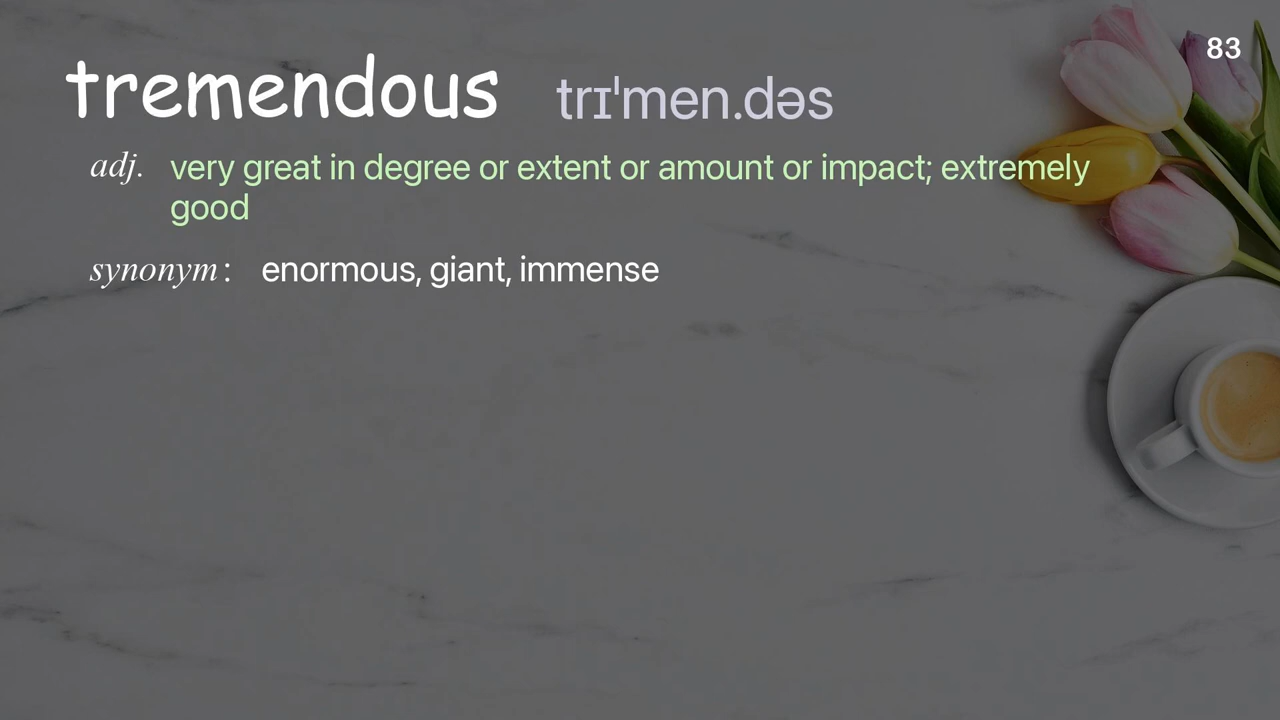 83
tremendous trɪˈmen.dəs
adj. very great in degree or extent or amount or impact; extremely
good
synonym: enormous, giant, immense